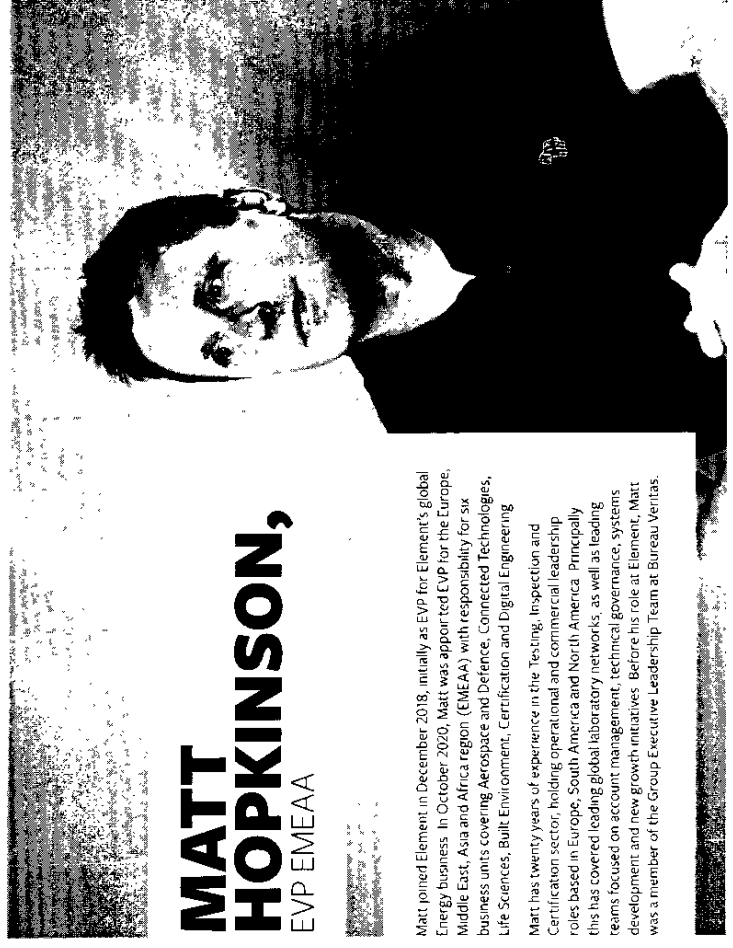 MATT
HOPKINSON,
EVP EMEAA
Matt joined Element in December 2018, initially as EVP for Element's global
Energy business In October 2020, Matt was appointed EVP for the Europe,
Middle East, Asia and Africa region (EMEAA) with responsibility for six
business units covering Aerospace and Defence, Connected Technologies,
Life Sciences, Built Environment, Certification and Digital Engineering
Matt has twenty years of experience in the Testing, Inspection and
Certification sector, holding operational and commercial leadership
roles based in Europe, South America and North America Principally
this has covered leading global laboratory networks, as well as leading
teams focused on account management, technical governance, systems
development and new growth initiatives Before his role at Element, Matt
was a member of the Group Executive Leadership Team at Bureau Veritas.